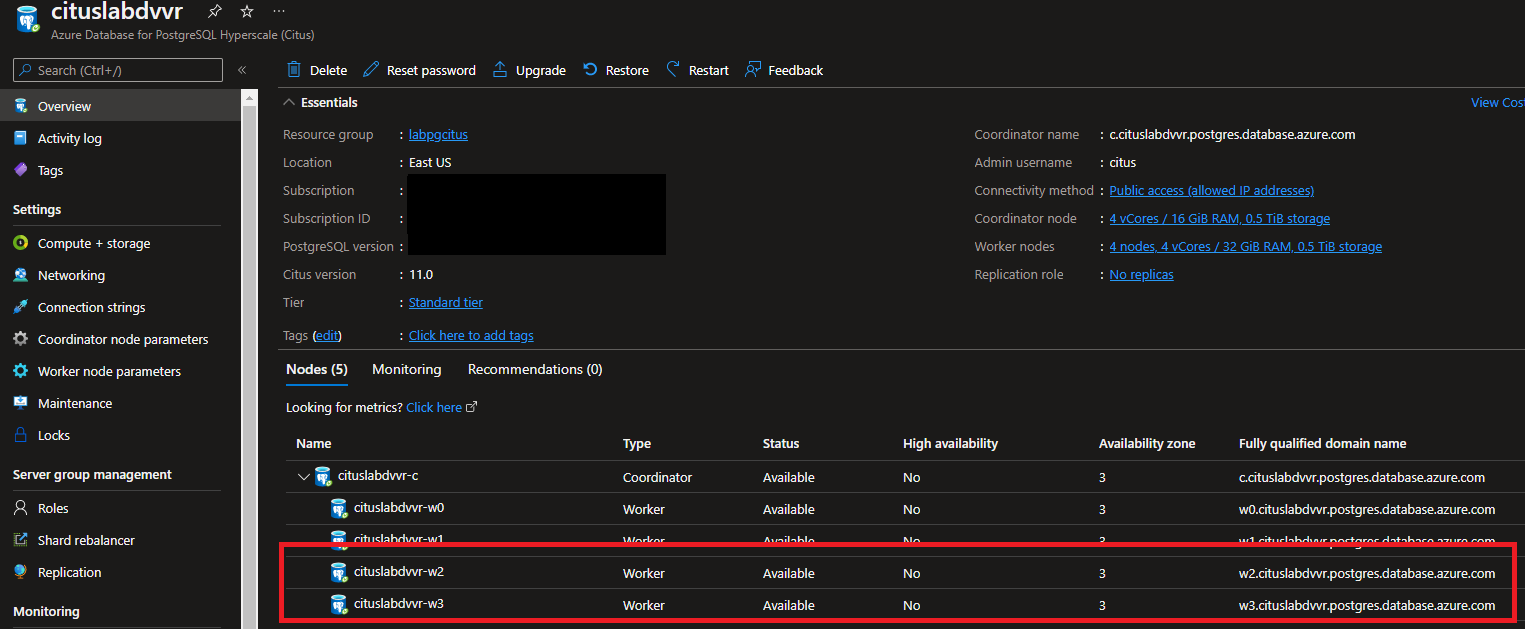 cituslabdvvr
Azure Database for PostgreSQL Hyperscale (Citus)
Search (Ctrl+/)
Overview
Activity log
Tags
Settings
Compute + storage
Networking
Connection strings
Coordinator node parameters
Worker node parameters
Maintenance
Locks
Server group management
Roles
Shard rebalancer
Replication
Monitoring
Delete Reset password Upgrade Restore Restart Feedback
Essentials
View Cost
Resource group : labpgcitus
Location : East US
Subscription :
Subscription ID :
PostgreSQL version :
Citus version : 11.0
Tier : Standard tier
Tags (edit) : Click here to add tags
Coordinator name : c.cituslabdvvr.postgres.database.azure.com
Admin username : citus
Connectivity method : Public access (allowed IP addresses)
Coordinator node : 4 vCores / 16 GiB RAM, 0.5 TiB storage
Worker nodes : 4 nodes, 4 vCores / 32 GiB RAM, 0.5 TiB storage
Replication role : No replicas
Nodes (5) Monitoring Recommendations (0)
Looking for metrics? Click here
Name Type Status High availability Availability zone Fully qualified domain name
cituslabdvvr-c Coordinator Available No 3 c.cituslabdvvr.postgres.database.azure.com
cituslabdvvr-w0 Worker Available No 3 w0.cituslabdvvr.postgres.database.azure.com
cituslabdvvr-w1 Worker Available No 3 w1.cituslabdvvr.postgres.database.azure.com
cituslabdvvr-w2 Worker Available No 3 w2.cituslabdvvr.postgres.database.azure.com
cituslabdvvr-w3 Worker Available No 3 w3.cituslabdvvr.postgres.database.azure.com